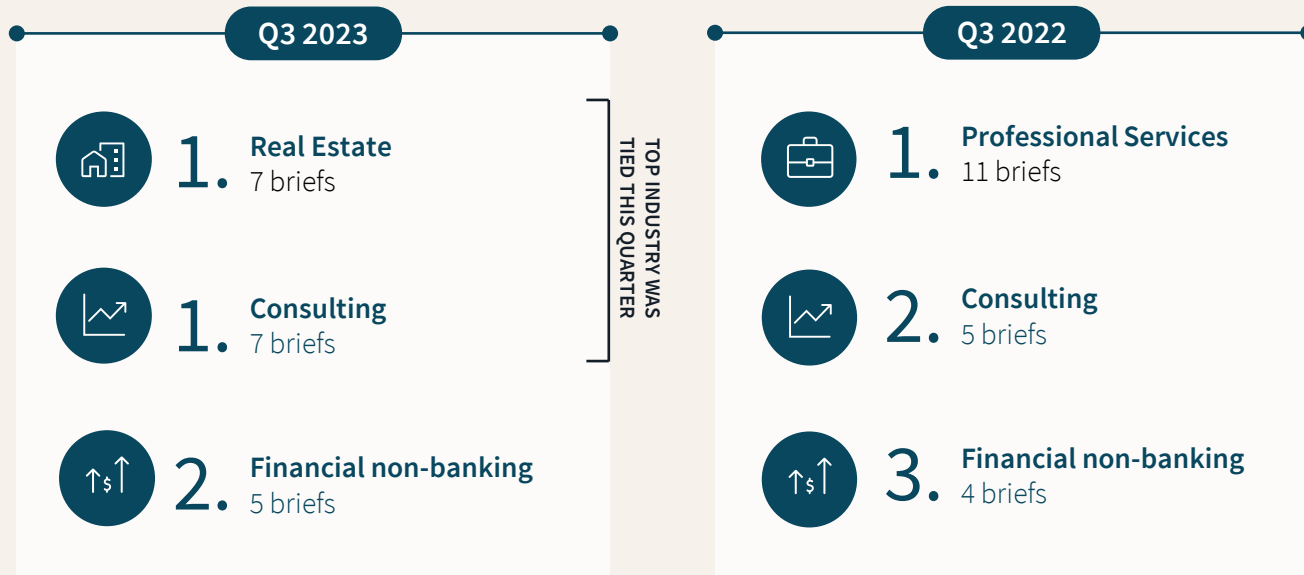 Q3 2023
1.
Real Estate
7 briefs
1.
Consulting
7 briefs
2.
Financial non-banking
5 briefs
TOP INDUSTRY WAS
TIED THIS QUARTER
Q3 2022
1.
Professional Services
11 briefs
2.
Consulting
5 briefs
3.
Financial non-banking
4 briefs